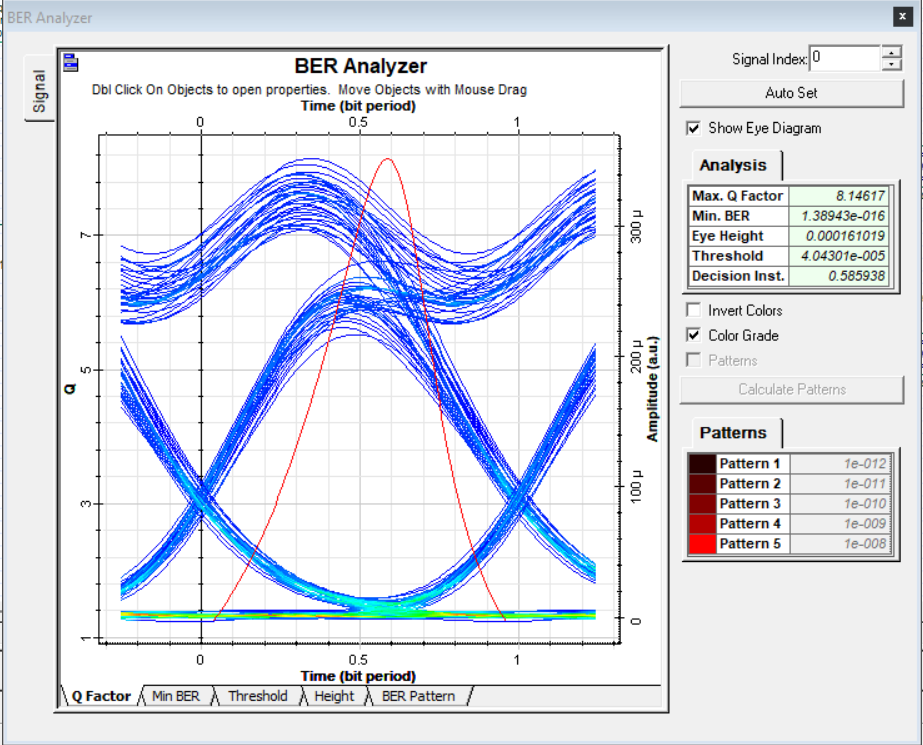 BER Analyzer
Signal
BER Analyzer
Dbl Click On Objects to open properties. Move Objects with Mouse Drag
Time (bit period)
0 0.5 1
Q
7
5
3
1
300 µ
200 µ
100 µ
0
Amplitude (a.u.)
0 0.5 1
Time (bit period)
Q Factor Min BER Threshold Height BER Pattern
Signal Index: 0
Auto Set
Show Eye Diagram
Analysis
Max. Q Factor 8.14617
Min. BER 1.38943e-016
Eye Height 0.000161019
Threshold 4.04301e-005
Decision Inst. 0.585938
Invert Colors
Color Grade
Patterns
Calculate Patterns
Patterns
Pattern 1 1e-012
Pattern 2 1e-011
Pattern 3 1e-010
Pattern 4 1e-009
Pattern 5 1e-008